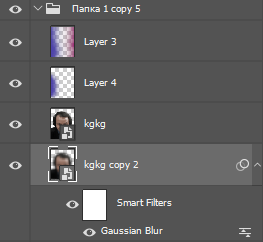 Папка 1 copy 5
Layer 3
Layer 4
kgkg
kgkg copy 2
Smart Filters
Gaussian Blur